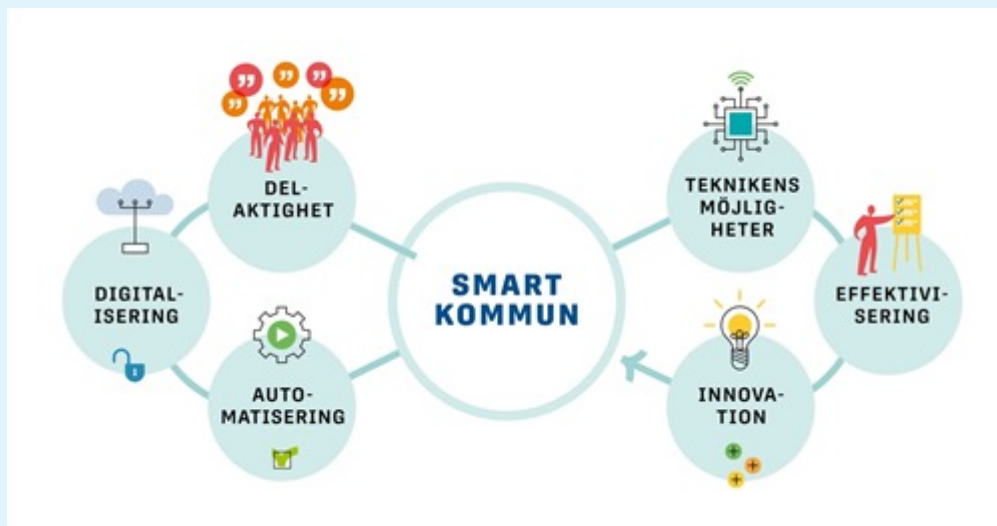 DEL-
AKTIGHET
DIGITAL-
ISERING
AUTO-
MATISERING
SMART
KOMMUN
TEKNIKENS
MÖJLIG-
HETER
EFFEKTIVI-
SERING
INNOVA-
TION